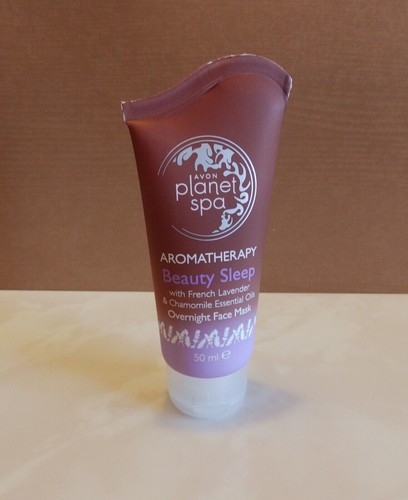 AVON
planet
spa
AROMATHERAPY
Beauty Sleep
with French Lavender
& Chamomile Essential Oils
Overnight Face Mask
50 ml ℮